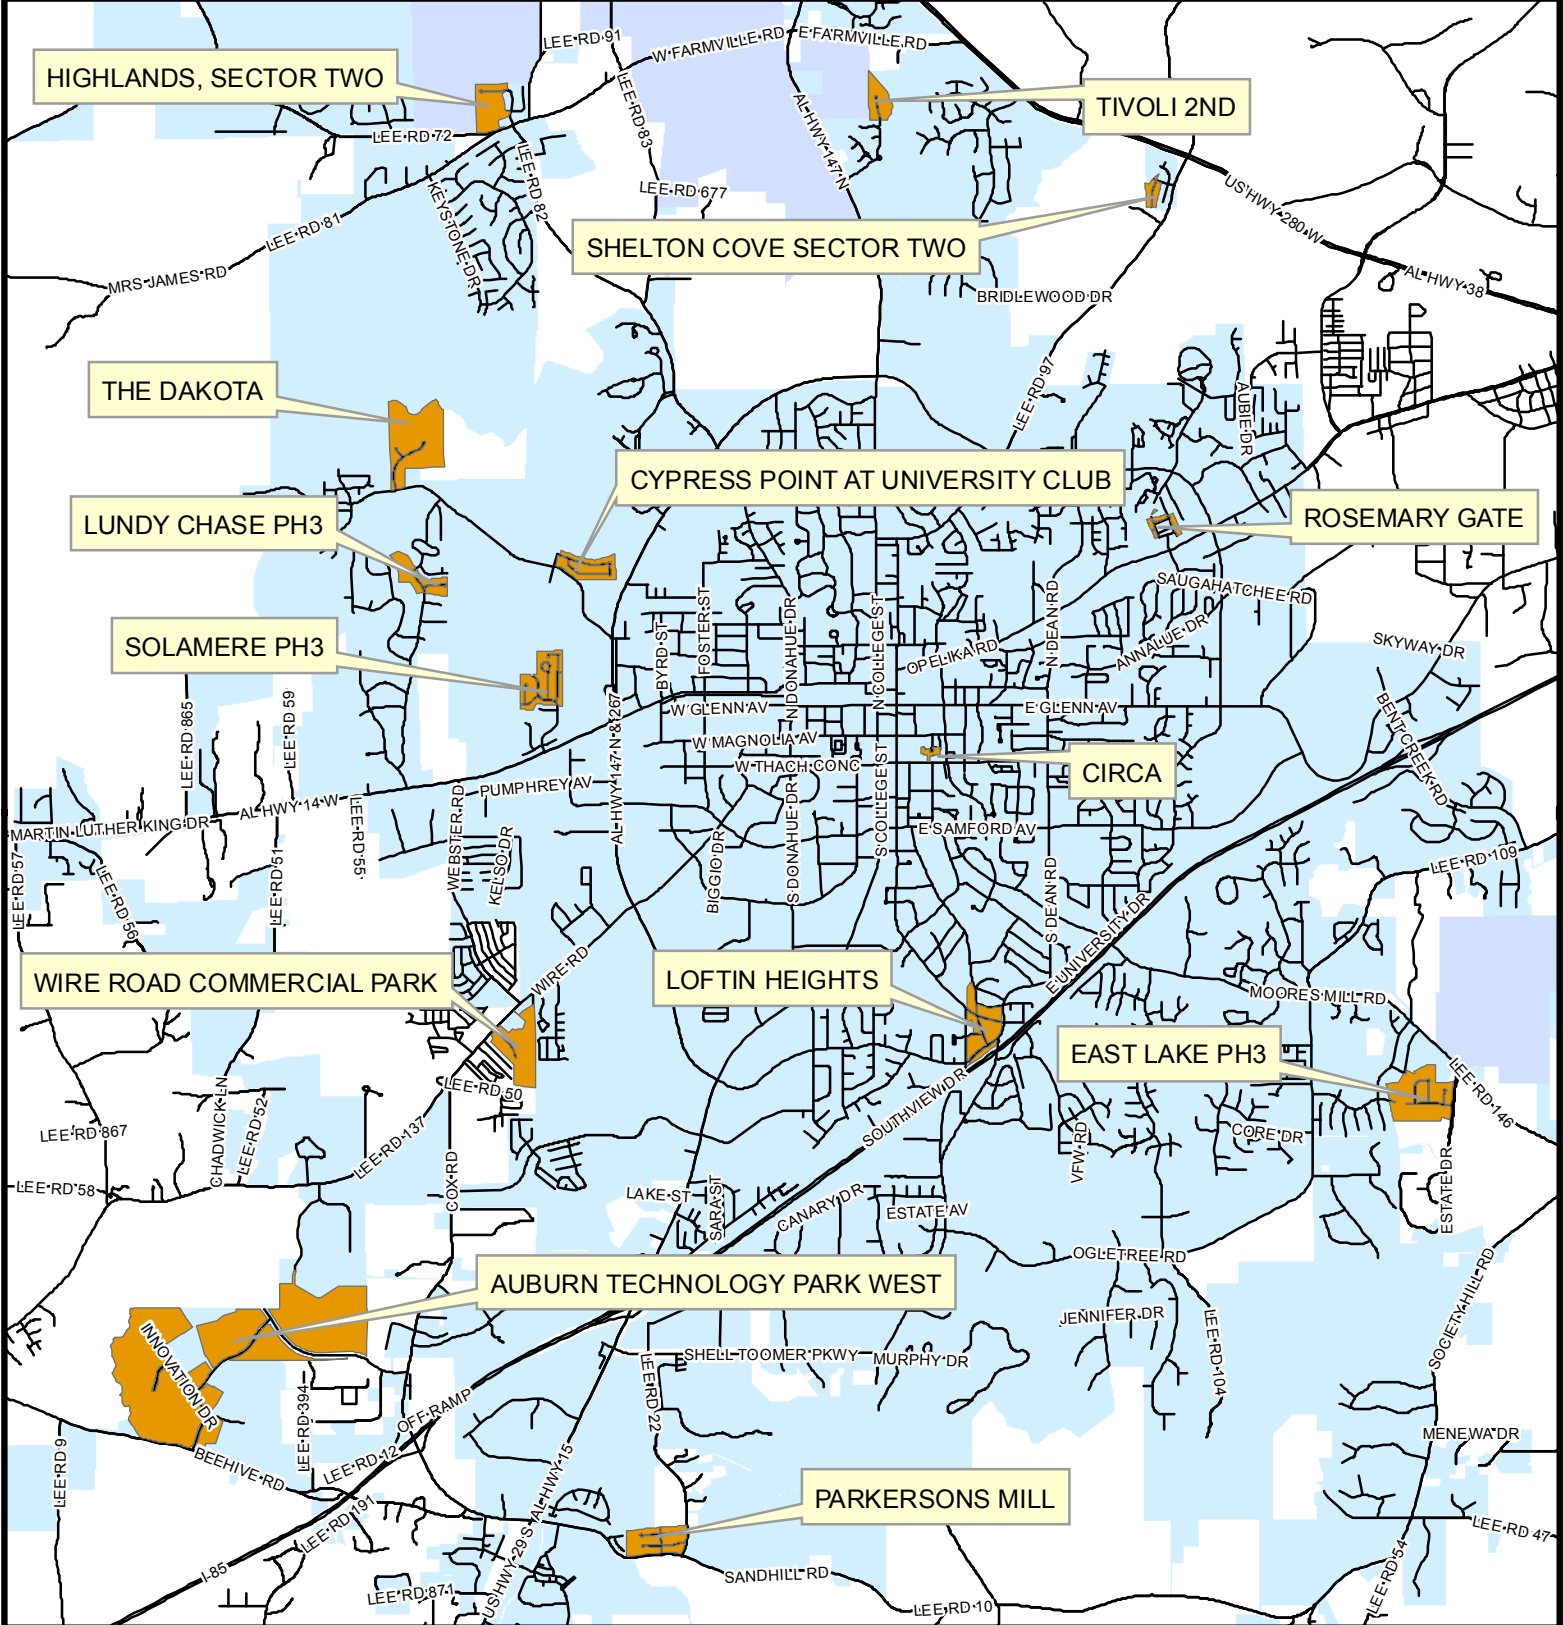 LEE RD 91
W FARMVILLE RD
E FARMVILLE RD
HIGHLANDS, SECTOR TWO
TIVOLI 2ND
LEE RD 83
AL HWY 147 N
LEE RD 72
LEE RD 82
LEE RD 677
KEYSTONE DR
US HWY 280 W
LEE RD 81
SHELTON COVE SECTOR TWO
MRS JAMES RD
BRIDLEWOOD DR
AL HWY 38
THE DAKOTA
LEE RD 97
AUBIE DR
CYPRESS POINT AT UNIVERSITY CLUB
LUNDY CHASE PH3
ROSEMARY GATE
SAUGAHATCHEE RD
SOLAMERE PH3
BYRD ST
FOSTER ST
N DONAHUE DR
N COLLEGE ST
OPELIKA RD
N DEAN RD
ANNALUE DR
SKYWAY DR
LEE RD 865
LEE RD 59
AL HWY 147 N & 267
W GLENN AV
E GLENN AV
BENT CREEK RD
W MAGNOLIA AV
W THACH CONC
CIRCA
PUMPHREY AV
AL HWY 14 W
MARTIN LUTHER KING DR
LEE RD 55
WEBSTER RD
KELSO DR
BIGGIO DR
S DONAHUE DR
S COLLEGE ST
E SAMFORD AV
LEE RD 57
LEE RD 56
LEE RD 51
S DEAN RD
LEE RD 109
E UNIVERSITY DR
WIRE ROAD COMMERCIAL PARK
WIRE RD
LOFTIN HEIGHTS
MOORES MILL RD
EAST LAKE PH3
LEE RD 50
LEE RD 146
CHADWICK LN
LEE RD 52
LEE RD 867
LEE RD 137
SOUTHVIEW DR
VFW RD
CORE DR
LEE RD 58
COX RD
LAKE ST
SARA ST
CANARY DR
ESTATE AV
ESTATE DR
OGLETREE RD
AUBURN TECHNOLOGY PARK WEST
INNOVATION DR
JENNIFER DR
LEE RD 104
SOCIETY HILL RD
SHELL TOOMER PKWY
MURPHY DR
LEE RD 22
LEE RD 394
OFF RAMP
MENEWA DR
LEE RD 9
BEEHIVE RD
LEE RD 12
AL HWY 15
PARKERSONS MILL
LEE RD 191
LEE RD 47
US HWY 29 S
I-85
LEE RD 54
SANDHILL RD
LEE RD 871
LEE RD 10